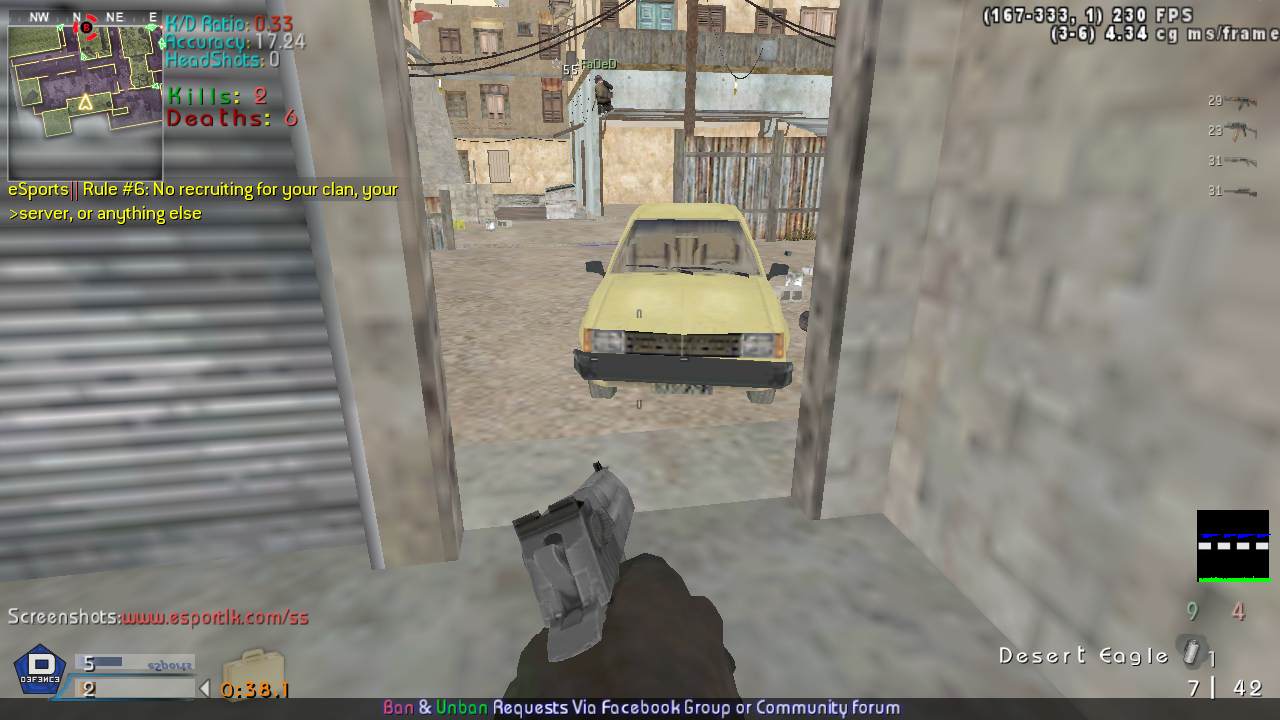 NW N NE E
K/D Ratio: 0.33
Accuracy: 17.24
HeadShots: 0
Kills: 2
Deaths: 6
eSports|| Rule #6: No recruiting for your clan, your
>server, or anything else
(167-333, 1) 230 FPS
(3-6) 4.34 cg ms/frame
55 FaDeD
29
23
31
31
Screenshots:www.esportlk.com/ss
D3F3NC3
5 eSports
2
0:38.1
9 4
Desert Eagle 1
7 | 42
Ban & Unban Requests Via Facebook Group or Community forum